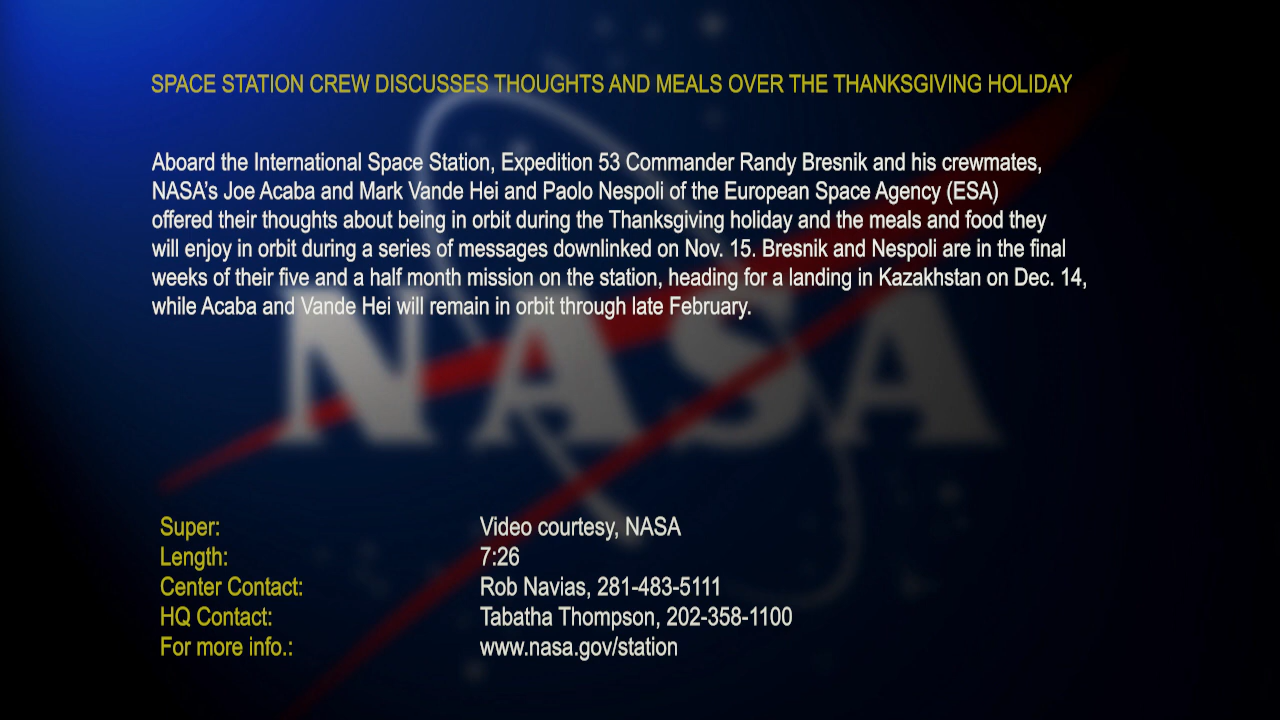 SPACE STATION CREW DISCUSSES THOUGHTS AND MEALS OVER THE THANKSGIVING HOLIDAY
Aboard the International Space Station, Expedition 53 Commander Randy Bresnik and his crewmates,
NASA's Joe Acaba and Mark Vande Hei and Paolo Nespoli of the European Space Agency (ESA)
offered their thoughts about being in orbit during the Thanksgiving holiday and the meals and food they
will enjoy in orbit during a series of messages downlinked on Nov. 15. Bresnik and Nespoli are in the final
weeks of their five and a half month mission on the station, heading for a landing in Kazakhstan on Dec. 14,
while Acaba and Vande Hei will remain in orbit through late February.
NASA
Super: Video courtesy, NASA
Length: 7:26
Center Contact: Rob Navias, 281-483-5111
HQ Contact: Tabatha Thompson, 202-358-1100
For more info.: www.nasa.gov/station